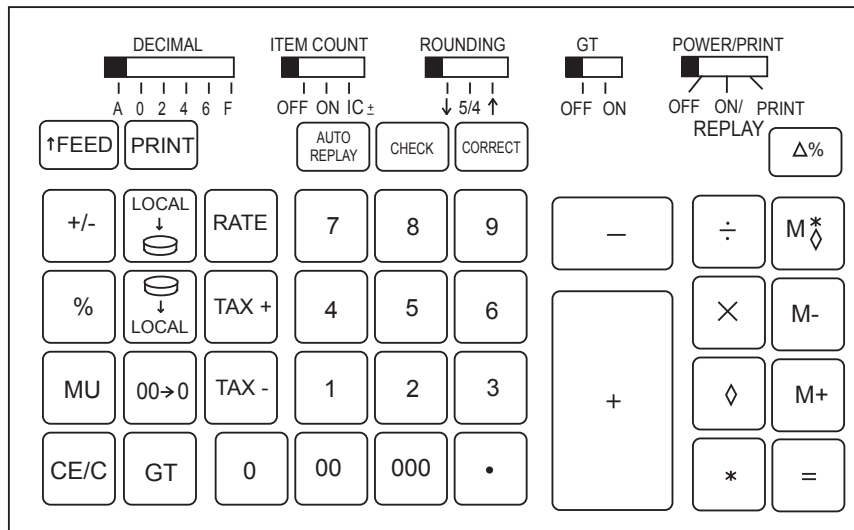 DECIMAL ITEM COUNT ROUNDING GT POWER/PRINT
A 0 2 4 6 F OFF ON IC ± ↓ 5/4 ↑ OFF ON OFF ON/ PRINT
REPLAY
↑FEED PRINT AUTO REPLAY CHECK CORRECT Δ%
+/- LOCAL ↓ RATE 7 8 9 — ÷ M*◊
% ↓ LOCAL TAX + 4 5 6 × M-
MU 00→0 TAX - 1 2 3 + ◊ M+
CE/C GT 0 00 000 • * =